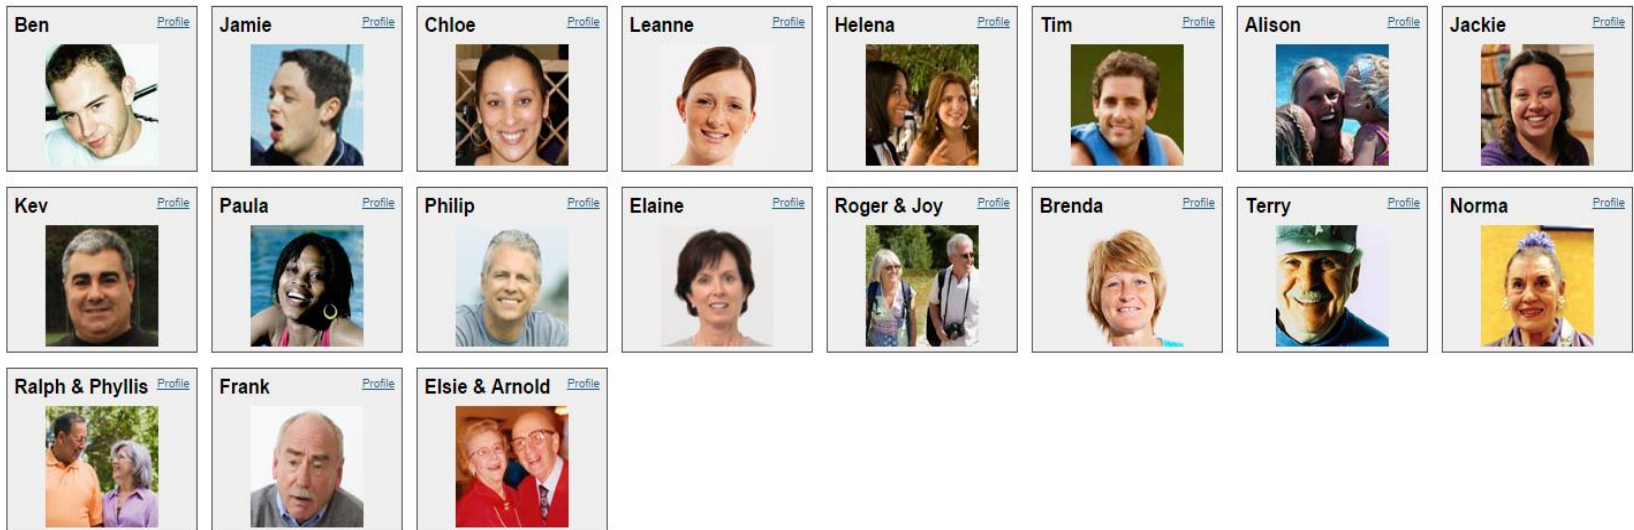 Ben Profile
Jamie Profile
Chloe Profile
Leanne Profile
Helena Profile
Tim Profile
Alison Profile
Jackie Profile
Kev Profile
Paula Profile
Philip Profile
Elaine Profile
Roger & Joy Profile
Brenda Profile
Terry Profile
Norma Profile
Ralph & Phyllis Profile
Frank Profile
Elsie & Arnold Profile